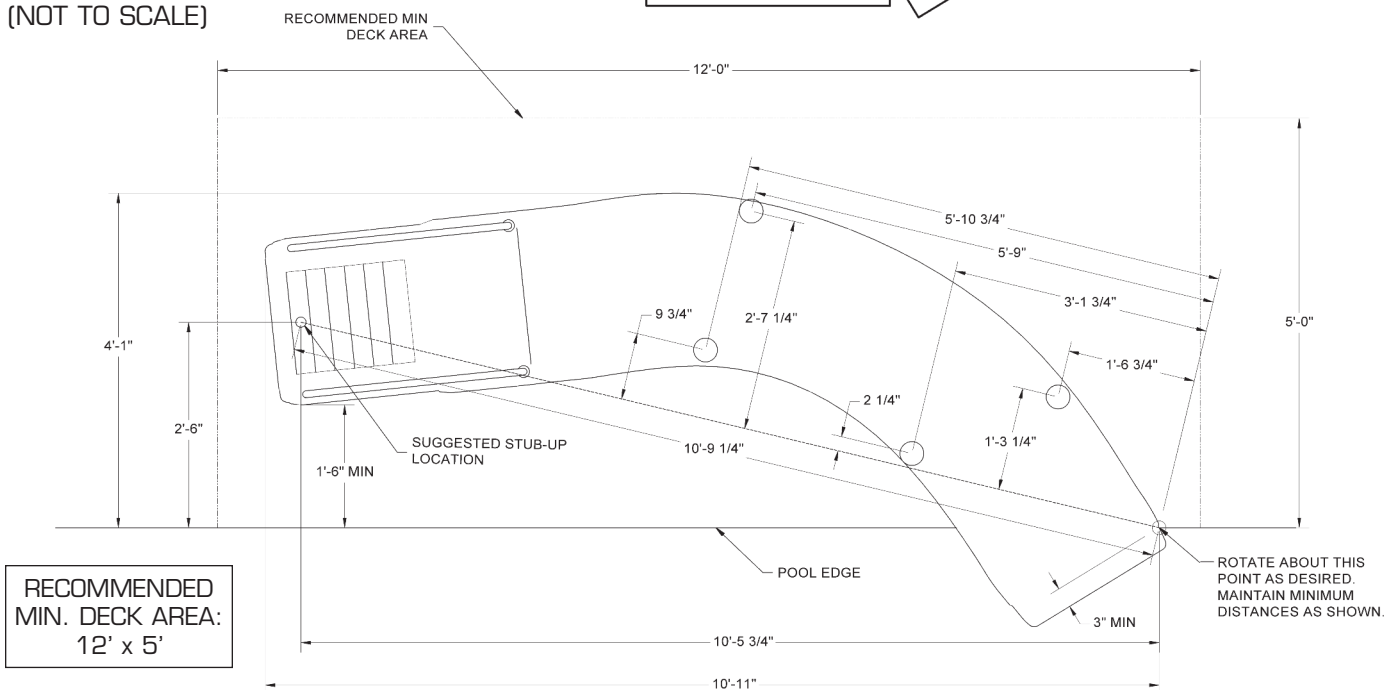 (NOT TO SCALE)
RECOMMENDED MIN
DECK AREA
12'-0"
5'-10 3/4"
5'-9"
3'-1 3/4"
1'-6 3/4"
5'-0"
4'-1"
9 3/4"
2'-7 1/4"
2'-6"
2 1/4"
1'-3 1/4"
SUGGESTED STUB-UP
LOCATION
10'-9 1/4"
1'-6" MIN
POOL EDGE
ROTATE ABOUT THIS
POINT AS DESIRED.
MAINTAIN MINIMUM
DISTANCES AS SHOWN.
RECOMMENDED
MIN. DECK AREA:
12' x 5'
3" MIN
10'-5 3/4"
10'-11"